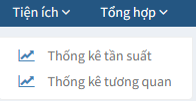 Tiện ích Tổng hợp
Thống kê tần suất
Thống kê tương quan